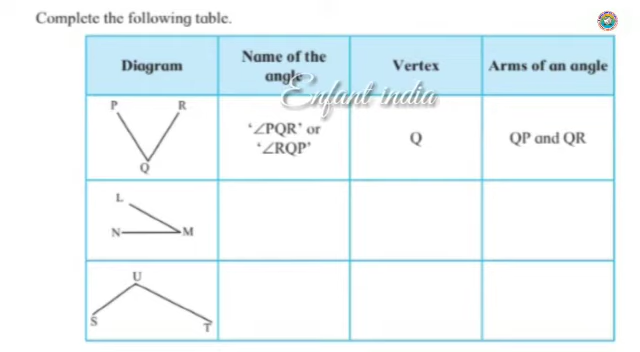 Complete the following table.
Diagram
Name of the
angle
Vertex
Arms of an angle
Enfant india
P
R
Q
'∠PQR' or
'∠RQP'
Q
QP and QR
L
N
M
U
S
T